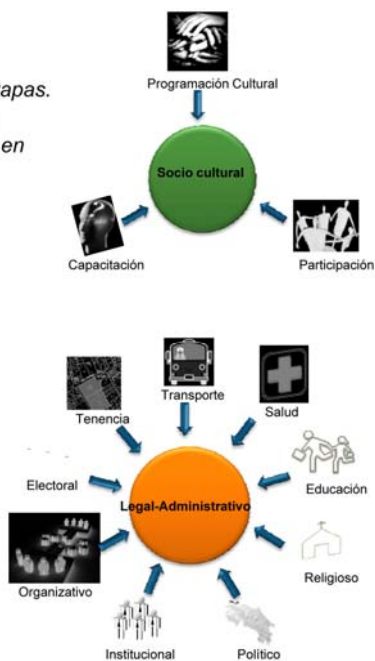 apas.
en
Programación Cultural
Socio cultural
Capacitación
Participación
Transporte
Tenencia
Salud
Electoral
Educación
Legal-Administrativo
Organizativo
Religioso
Institucional
Político